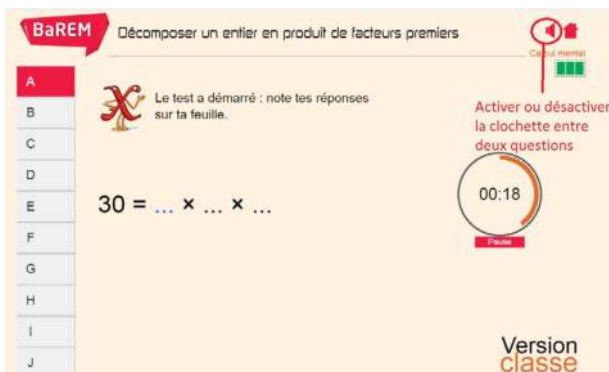 BaREM
Décomposer un entier en produit de facteurs premiers
Calcul mental
A
B
C
D
E
F
G
H
I
J
Le test a démarré : note tes réponses
sur ta feuille.
Activer ou désactiver
la clochette entre
deux questions
30 = ... × ... × ...
00:18
Pause
Version
classe